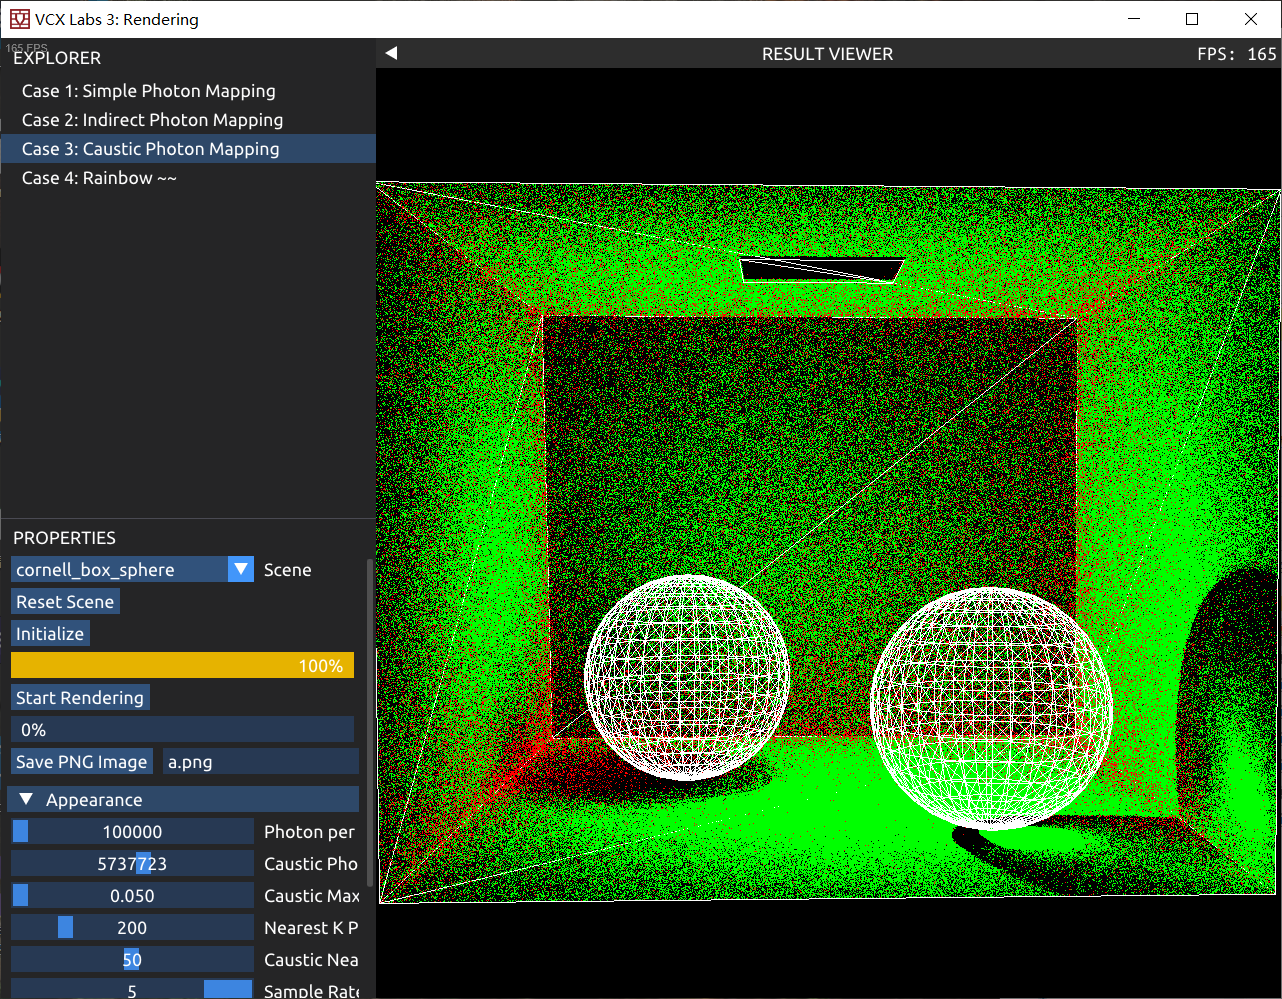 VCX Labs 3: Rendering
165 FPS
EXPLORER
RESULT VIEWER
FPS: 165
Case 1: Simple Photon Mapping
Case 2: Indirect Photon Mapping
Case 3: Caustic Photon Mapping
Case 4: Rainbow ~~
PROPERTIES
cornell_box_sphere Scene
Reset Scene
Initialize
100%
Start Rendering
0%
Save PNG Image a.png
Appearance
100000 Photon per
5737723 Caustic Pho
0.050 Caustic Max
200 Nearest K P
50 Caustic Nea
5 Sample Rate